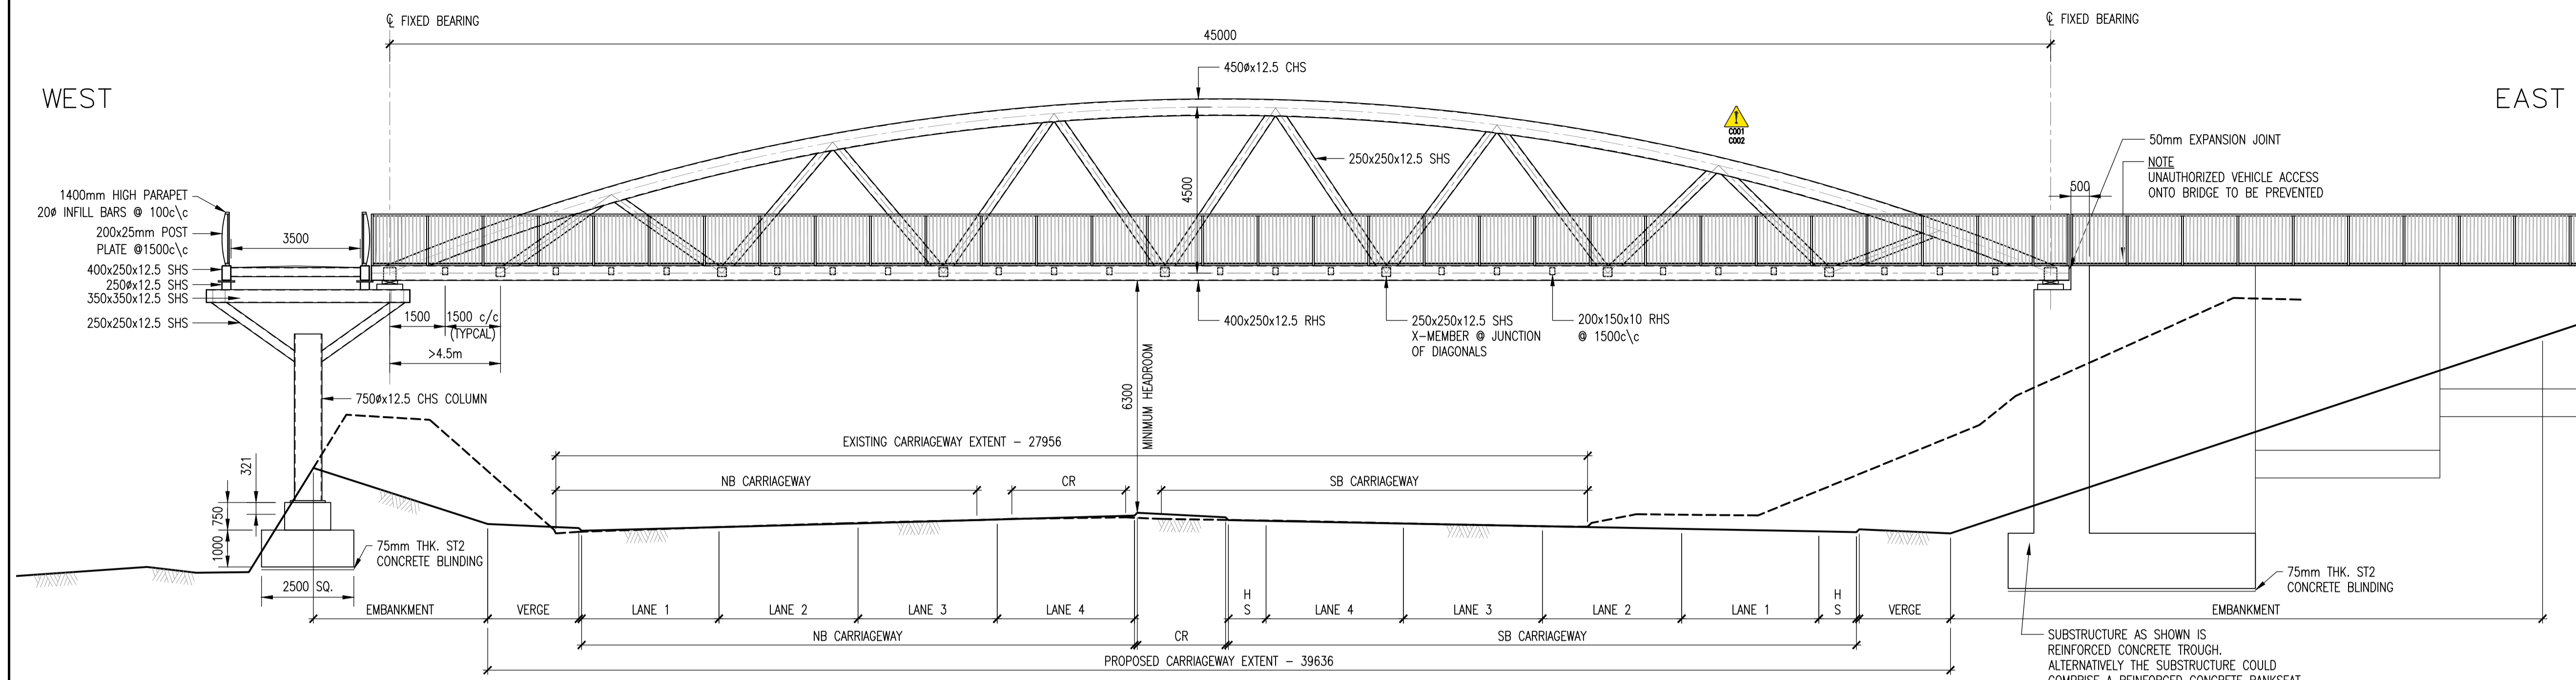 ℄ FIXED BEARING
℄ FIXED BEARING
45000
450øx12.5 CHS
WEST
EAST
C001
C002
50mm EXPANSION JOINT
NOTE
UNAUTHORIZED VEHICLE ACCESS
ONTO BRIDGE TO BE PREVENTED
500
250x250x12.5 SHS
4500
1400mm HIGH PARAPET
20ø INFILL BARS @ 100c\c
200x25mm POST
PLATE @1500c\c
3500
400x250x12.5 SHS
250øx12.5 SHS
350x350x12.5 SHS
250x250x12.5 SHS
1500
1500 c/c
(TYPCAL)
>4.5m
400x250x12.5 RHS
250x250x12.5 SHS
X-MEMBER @ JUNCTION
OF DIAGONALS
200x150x10 RHS
@ 1500c\c
6300
MINIMUM HEADROOM
750øx12.5 CHS COLUMN
EXISTING CARRIAGEWAY EXTENT - 27956
NB CARRIAGEWAY
CR
SB CARRIAGEWAY
321
750
1000
75mm THK. ST2
CONCRETE BLINDING
2500 SQ.
75mm THK. ST2
CONCRETE BLINDING
EMBANKMENT
VERGE
LANE 1
LANE 2
LANE 3
LANE 4
H
S
LANE 4
LANE 3
LANE 2
LANE 1
H
S
VERGE
EMBANKMENT
NB CARRIAGEWAY
CR
SB CARRIAGEWAY
PROPOSED CARRIAGEWAY EXTENT - 39636
SUBSTRUCTURE AS SHOWN IS
REINFORCED CONCRETE TROUGH.
ALTERNATIVELY THE SUBSTRUCTURE COULD
COMPRISE A REINFORCED CONCRETE BANKSEAT